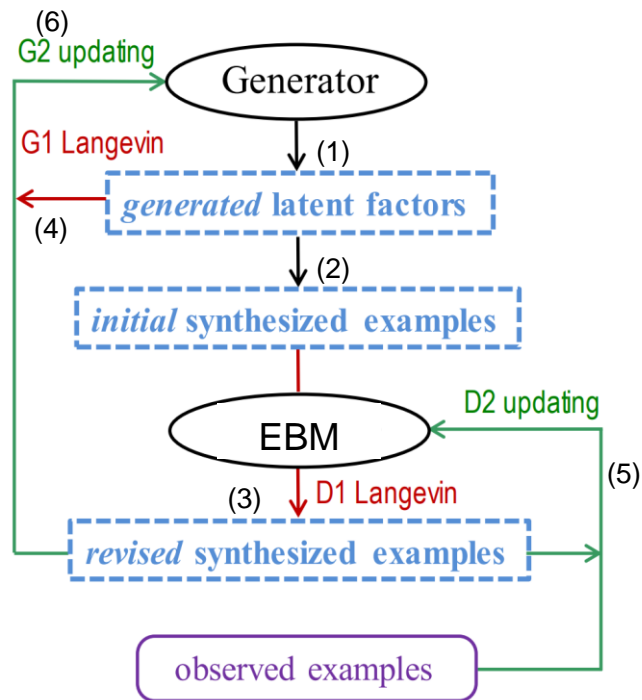 (6)
G2 updating
Generator
G1 Langevin
(1)
generated latent factors
(4)
(2)
initial synthesized examples
D2 updating
EBM
(5)
(3)
D1 Langevin
revised synthesized examples
observed examples